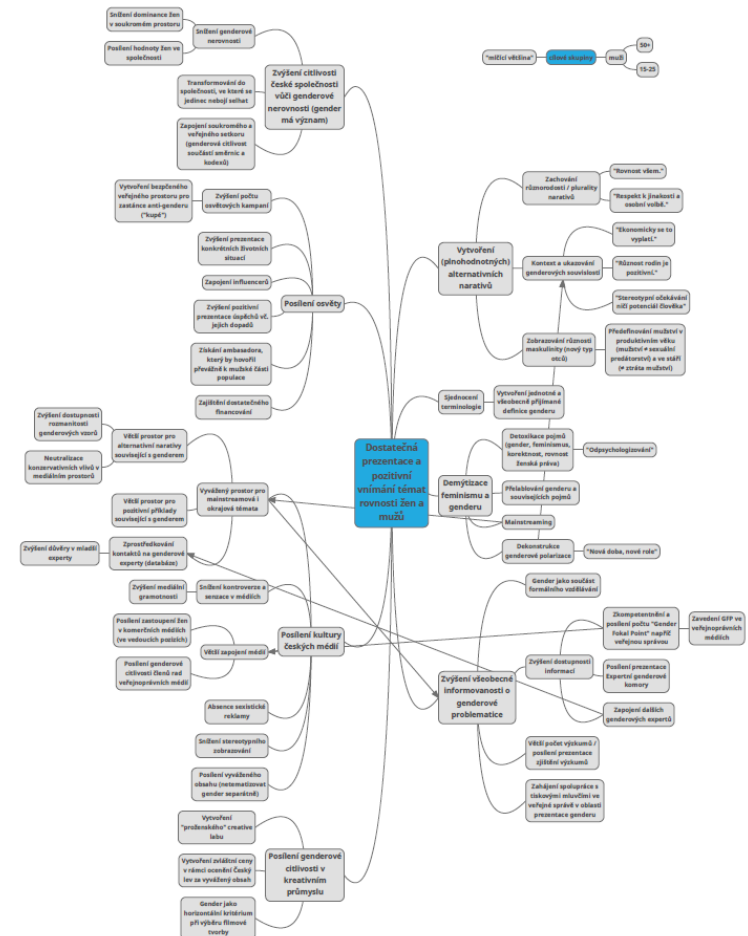 Snížení dominance žen
v soukromém prostoru
Posílení hodnoty žen ve
společnosti
Snížení genderové
nerovnosti
Transformování do
společnosti, ve které se
jedinec nebojí selhat
Zapojení soukromého a
veřejného setkoru
(genderová citlivost
součástí směrnic a
kodexů)
Zvýšení citlivosti
české společnosti
vůči genderové
nerovnosti (gender
má význam)
"mlčící většina"
cílené skupiny
muži
50+
15-25
Vytvoření bezpčeného
veřejného prostoru pro
zastánce anti-genderu
("kupé")
Zvýšení počtu
osvětových kampaní
Zvýšení prezentace
konkrétních životních
situací
Zapojení influencerů
Zvýšení pozitivní
prezentace úspěchů vč.
jejich dopadů
Získání ambasadora,
který by hovořil
převážně k mužské části
populace
Zajištění dostatečného
financování
Posílení osvěty
Vytvoření
(plnohodnotných)
alternativních
narativů
Zachování
různorodosti / plurality
narativů
"Rovnost všem."
"Respekt k jinakosti a
osobní volbě."
Kontext a ukazování
genderových souvislostí
"Ekonomicky se to
vyplatí."
"Různost rodin je
pozitivní."
"Stereotypní očekávání
ničí potenciál člověka"
Zobrazování různosti
maskulinity (nový typ
otců)
Předefinování mužství v
produktivním věku
(mužství ≠ sexuální
predátorství) a ve stáří
(≠ ztráta mužství)
Sjednocení
terminologie
Vytvoření jednotné a
všeobecně přijímané
definice genderu
Dostatečná
prezentace a
pozitivní
vnímání témat
rovnosti žen a
mužů
Demýtizace
feminismu a
genderu
Detoxikace pojmů
(gender, feminismus,
korektnost, rovnost
ženská práva)
"Odpsychologizování"
Přelablování genderu a
souvisejících pojmů
Mainstreaming
Dekonstrukce
genderové polarizace
"Nová doba, nové role"
Zvýšení dostupnosti
rozmanitosti
genderových vzorů
Neutralizace
konservativních vlivů v
mediálním prostorů
Větší prostor pro
alternativní narativy
související s genderem
Větší prostor pro
pozitivní příklady
související s genderem
Zvýšení důvěry v mladší
experty
Zprostředkování
kontaktů na genderové
experty (databáze)
Vyvážený prostor pro
mainstreamová i
okrajová témata
Zvýšení mediální
gramotnosti
Snížení kontroverze a
senzace v médiích
Posílení zastoupení žen
v komerčních médiích
(ve vedoucích pozicích)
Posílení genderové
citlivosti členů rad
veřejnoprávních médií
Větší zapojení médií
Absence sexistické
reklamy
Snížení stereotypního
zobrazování
Posílení vyváženého
obsahu (netematizovat
gender separátně)
Posílení kultury
českých médií
Zvýšení všeobecné
informovanosti o
genderové
problematice
Gender jako součást
formálního vzdělávání
Zvýšení dostupnosti
informací
Zkompetentnění a
posílení počtu "Gender
Fokal Point" napříč
veřejnou správou
Zavedení GFP ve
veřejnoprávních
médiích
Posílení prezentace
Expertní genderové
komory
Zapojení dalších
genderových expertů
Větší počet výzkumů /
posílení prezentace
zjištění výzkumů
Zahájení spolupráce s
tiskovými mluvčími ve
veřejné správě v oblasti
prezentace genderu
Vytvoření
"proženského" creative
labu
Vytvoření zvláštní ceny
v rámci ocenění Český
lev za vyvážený obsah
Gender jako
horizontální kritérium
při výběru filmové
tvorby
Posílení genderové
citlivosti v
kreativním
průmyslu